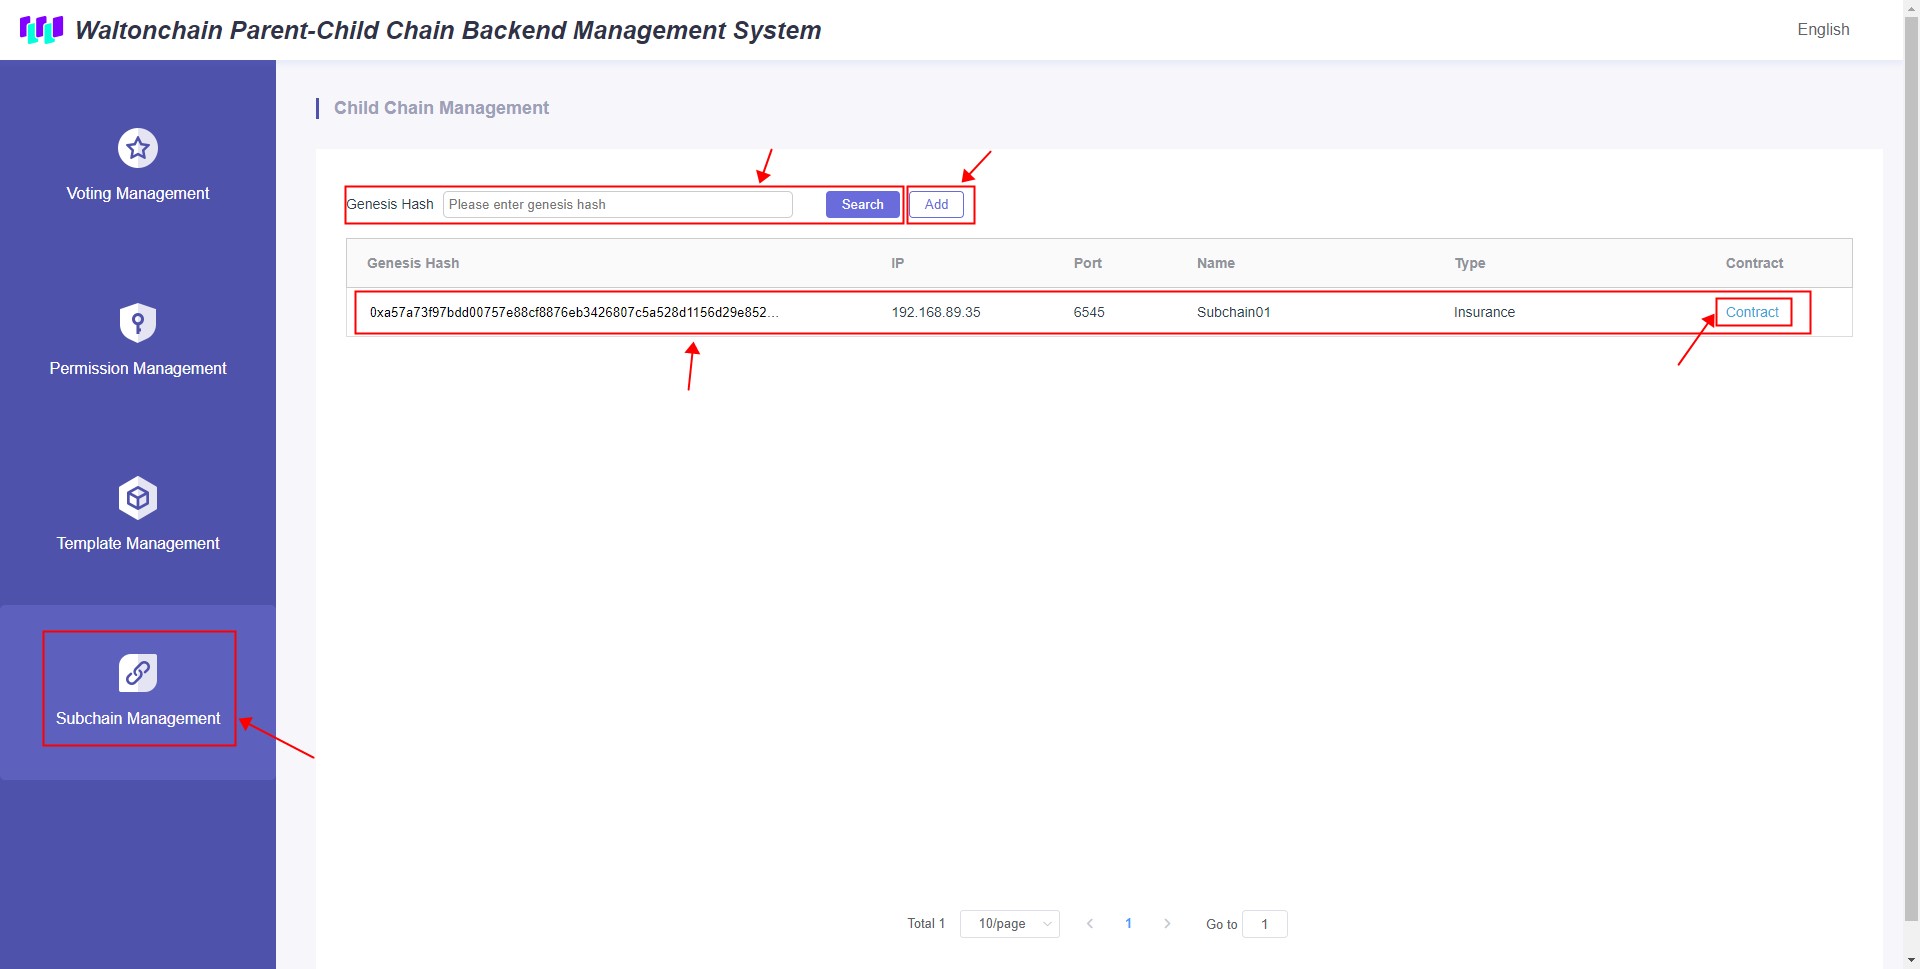 Waltonchain Parent-Child Chain Backend Management System
English
Voting Management
Permission Management
Template Management
Subchain Management
Child Chain Management
Genesis Hash Please enter genesis hash Search Add
Genesis Hash IP Port Name Type Contract
0xa57a73f97bdd00757e88cf8876eb3426807c5a528d1156d29e852... 192.168.89.35 6545 Subchain01 Insurance Contract
Total 1 10/page 1 Go to 1